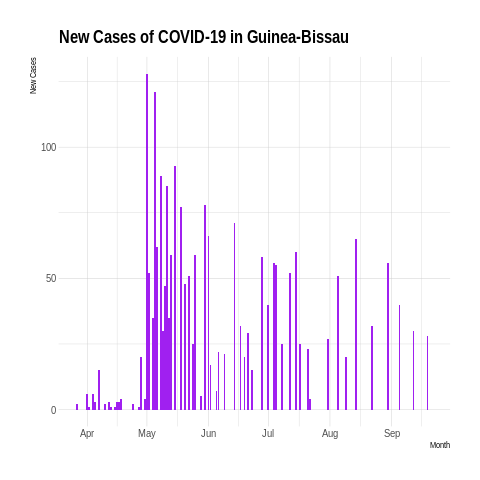 New Cases of COVID-19 in Guinea-Bissau
New Cases
100
50
0
Apr May Jun Jul Aug Sep
Month